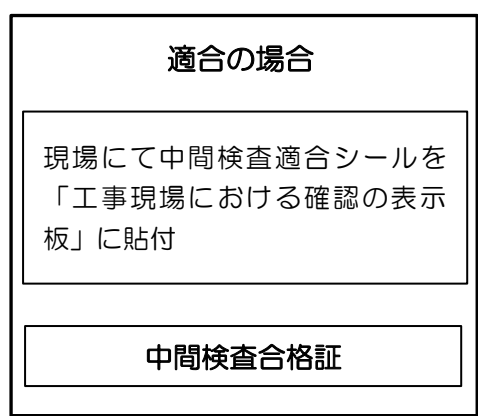 適合の場合
現場にて中間検査適合シールを
「工事現場における確認の表示
板」に貼付
中間検査合格証